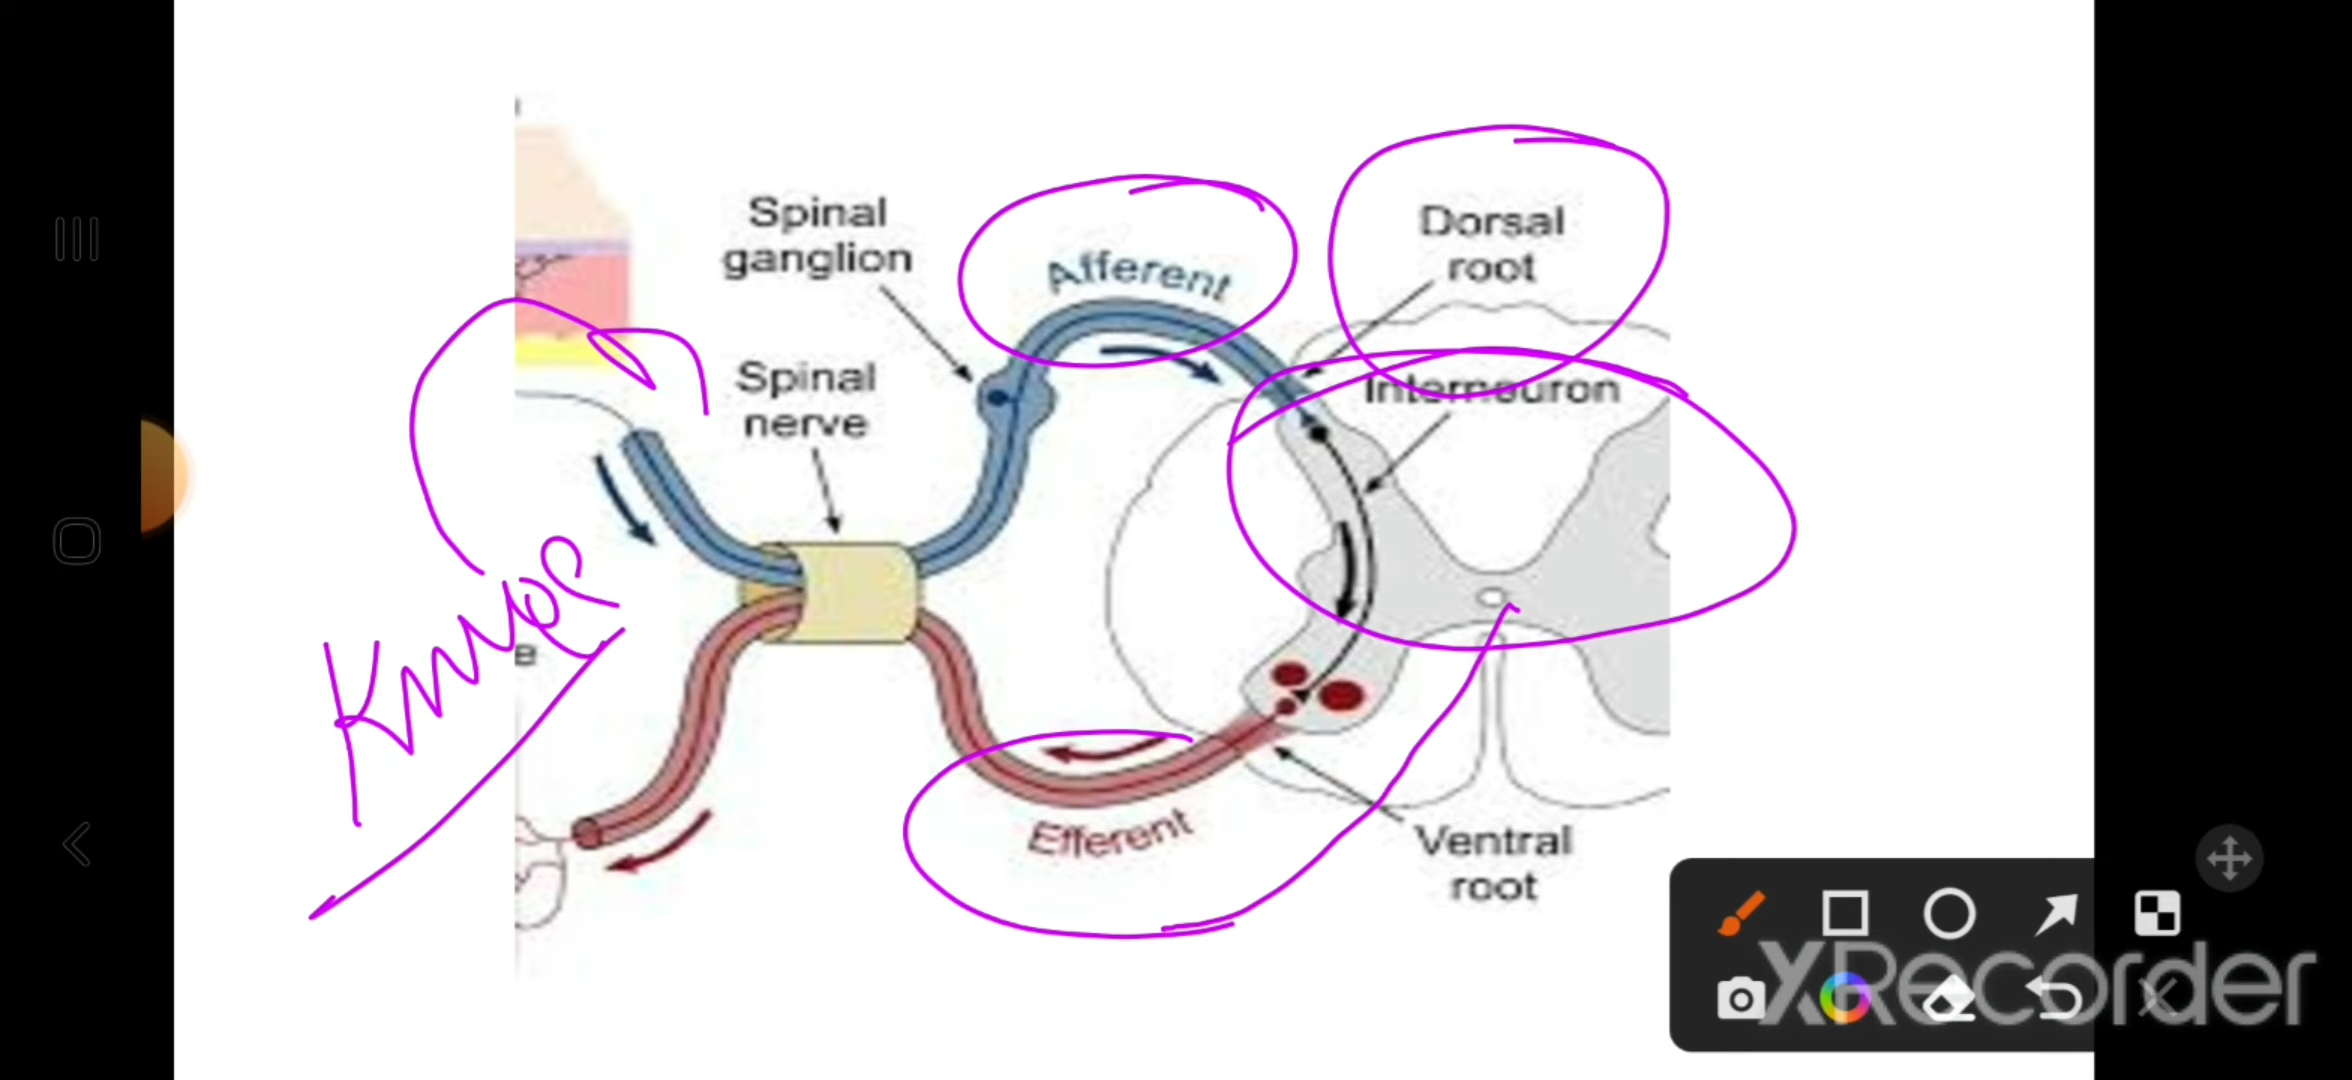 Spinal
ganglion
Afferent
Dorsal
root
Spinal
nerve
Interneuron
e
Efferent
Ventral
root
XRecorder